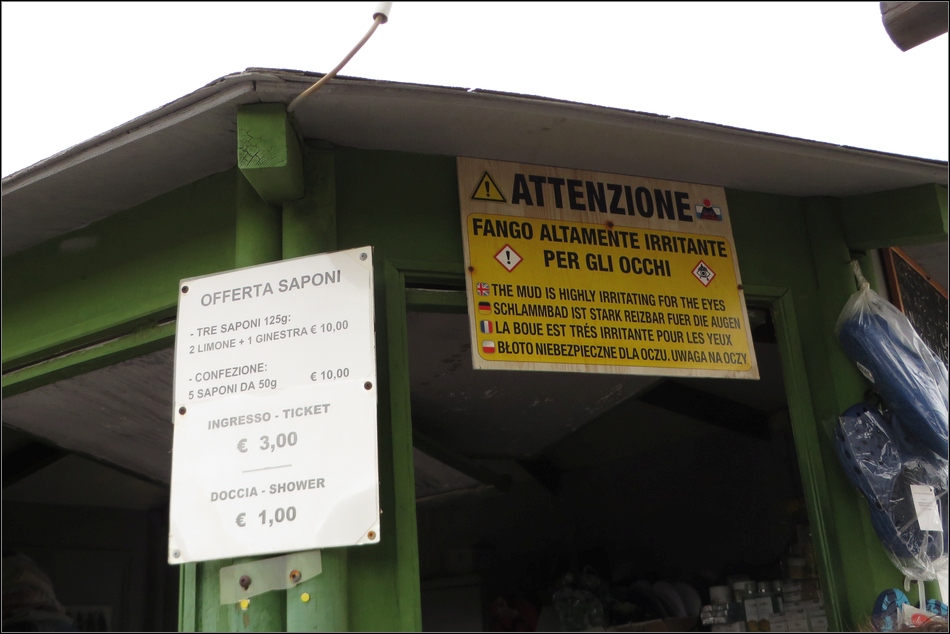 OFFERTA SAPONI
- TRE SAPONI 125g:
2 LIMONE + 1 GINESTRA € 10,00
- CONFEZIONE:
5 SAPONI DA 50g € 10,00
INGRESSO - TICKET
€ 3,00
DOCCIA - SHOWER
€ 1,00
ATTENZIONE
FANGO ALTAMENTE IRRITANTE
PER GLI OCCHI
THE MUD IS HIGHLY IRRITATING FOR THE EYES
SCHLAMMBAD IST STARK REIZBAR FUER DIE AUGEN
LA BOUE EST TRÉS IRRITANTE POUR LES YEUX
BŁOTO NIEBEZPIECZNE DLA OCZU. UWAGA NA OCZY